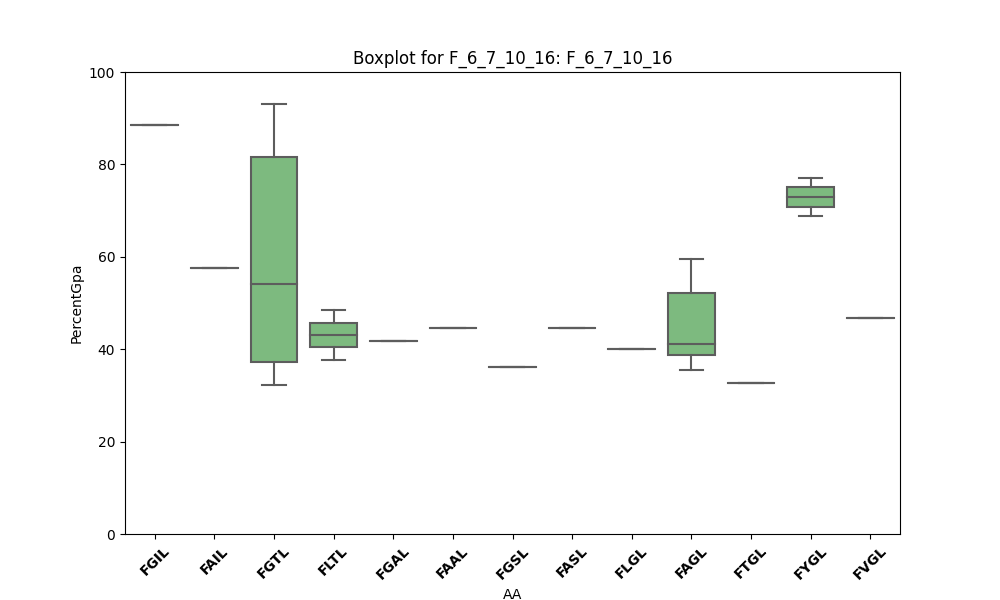 Boxplot for F_6_7_10_16: F_6_7_10_16
100
80
60
40
20
0
PercentGpa
FGIL
FAIL
FGTL
FLTL
FGAL
FAAL
FGSL
FASL
FLGL
FAGL
FTGL
FYGL
FVGL
AA